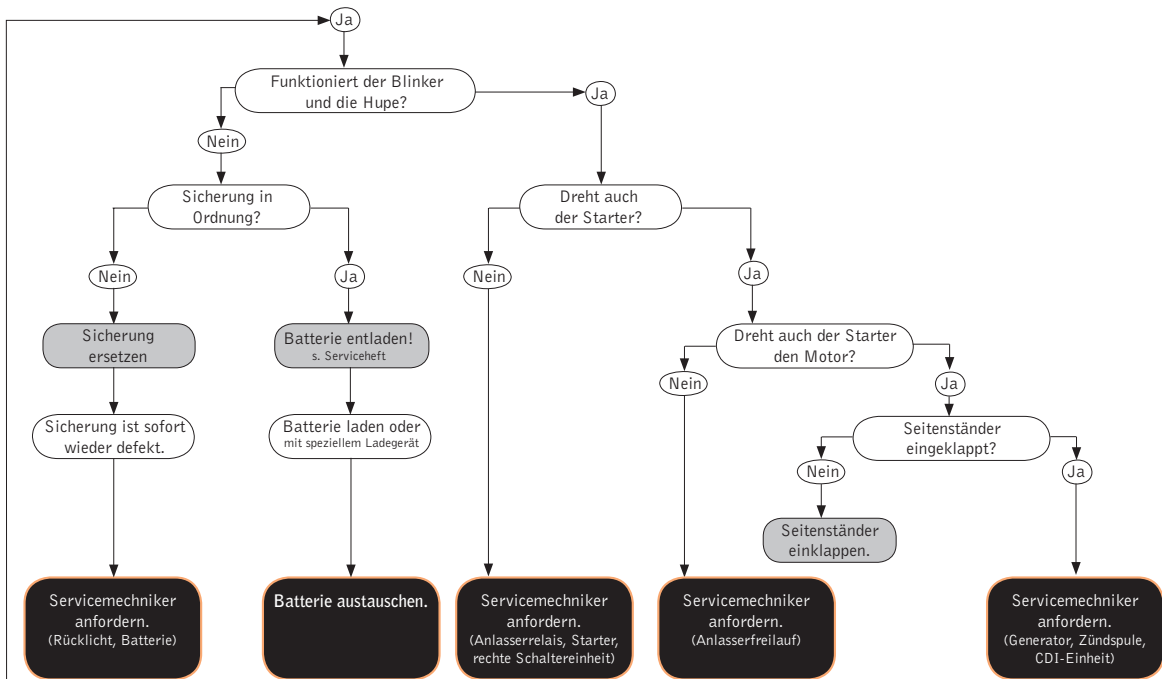 Ja
Funktioniert der Blinker
und die Hupe?
Ja
Nein
Sicherung in
Ordnung?
Dreht auch
der Starter?
Nein
Ja
Nein
Ja
Sicherung
ersetzen
Batterie entladen!
s. Serviceheft
Dreht auch der Starter
den Motor?
Nein
Ja
Sicherung ist sofort
wieder defekt.
Batterie laden oder
mit speziellem Ladegerät
Seitenständer
eingeklappt?
Nein
Ja
Seitenständer
einklappen.
Servicemechniker
anfordern.
(Rücklicht, Batterie)
Batterie austauschen.
Servicemechniker
anfordern.
(Anlasserrelais, Starter,
rechte Schaltereinheit)
Servicemechniker
anfordern.
(Anlasserfreilauf)
Servicemechniker
anfordern.
(Generator, Zündspule,
CDI-Einheit)